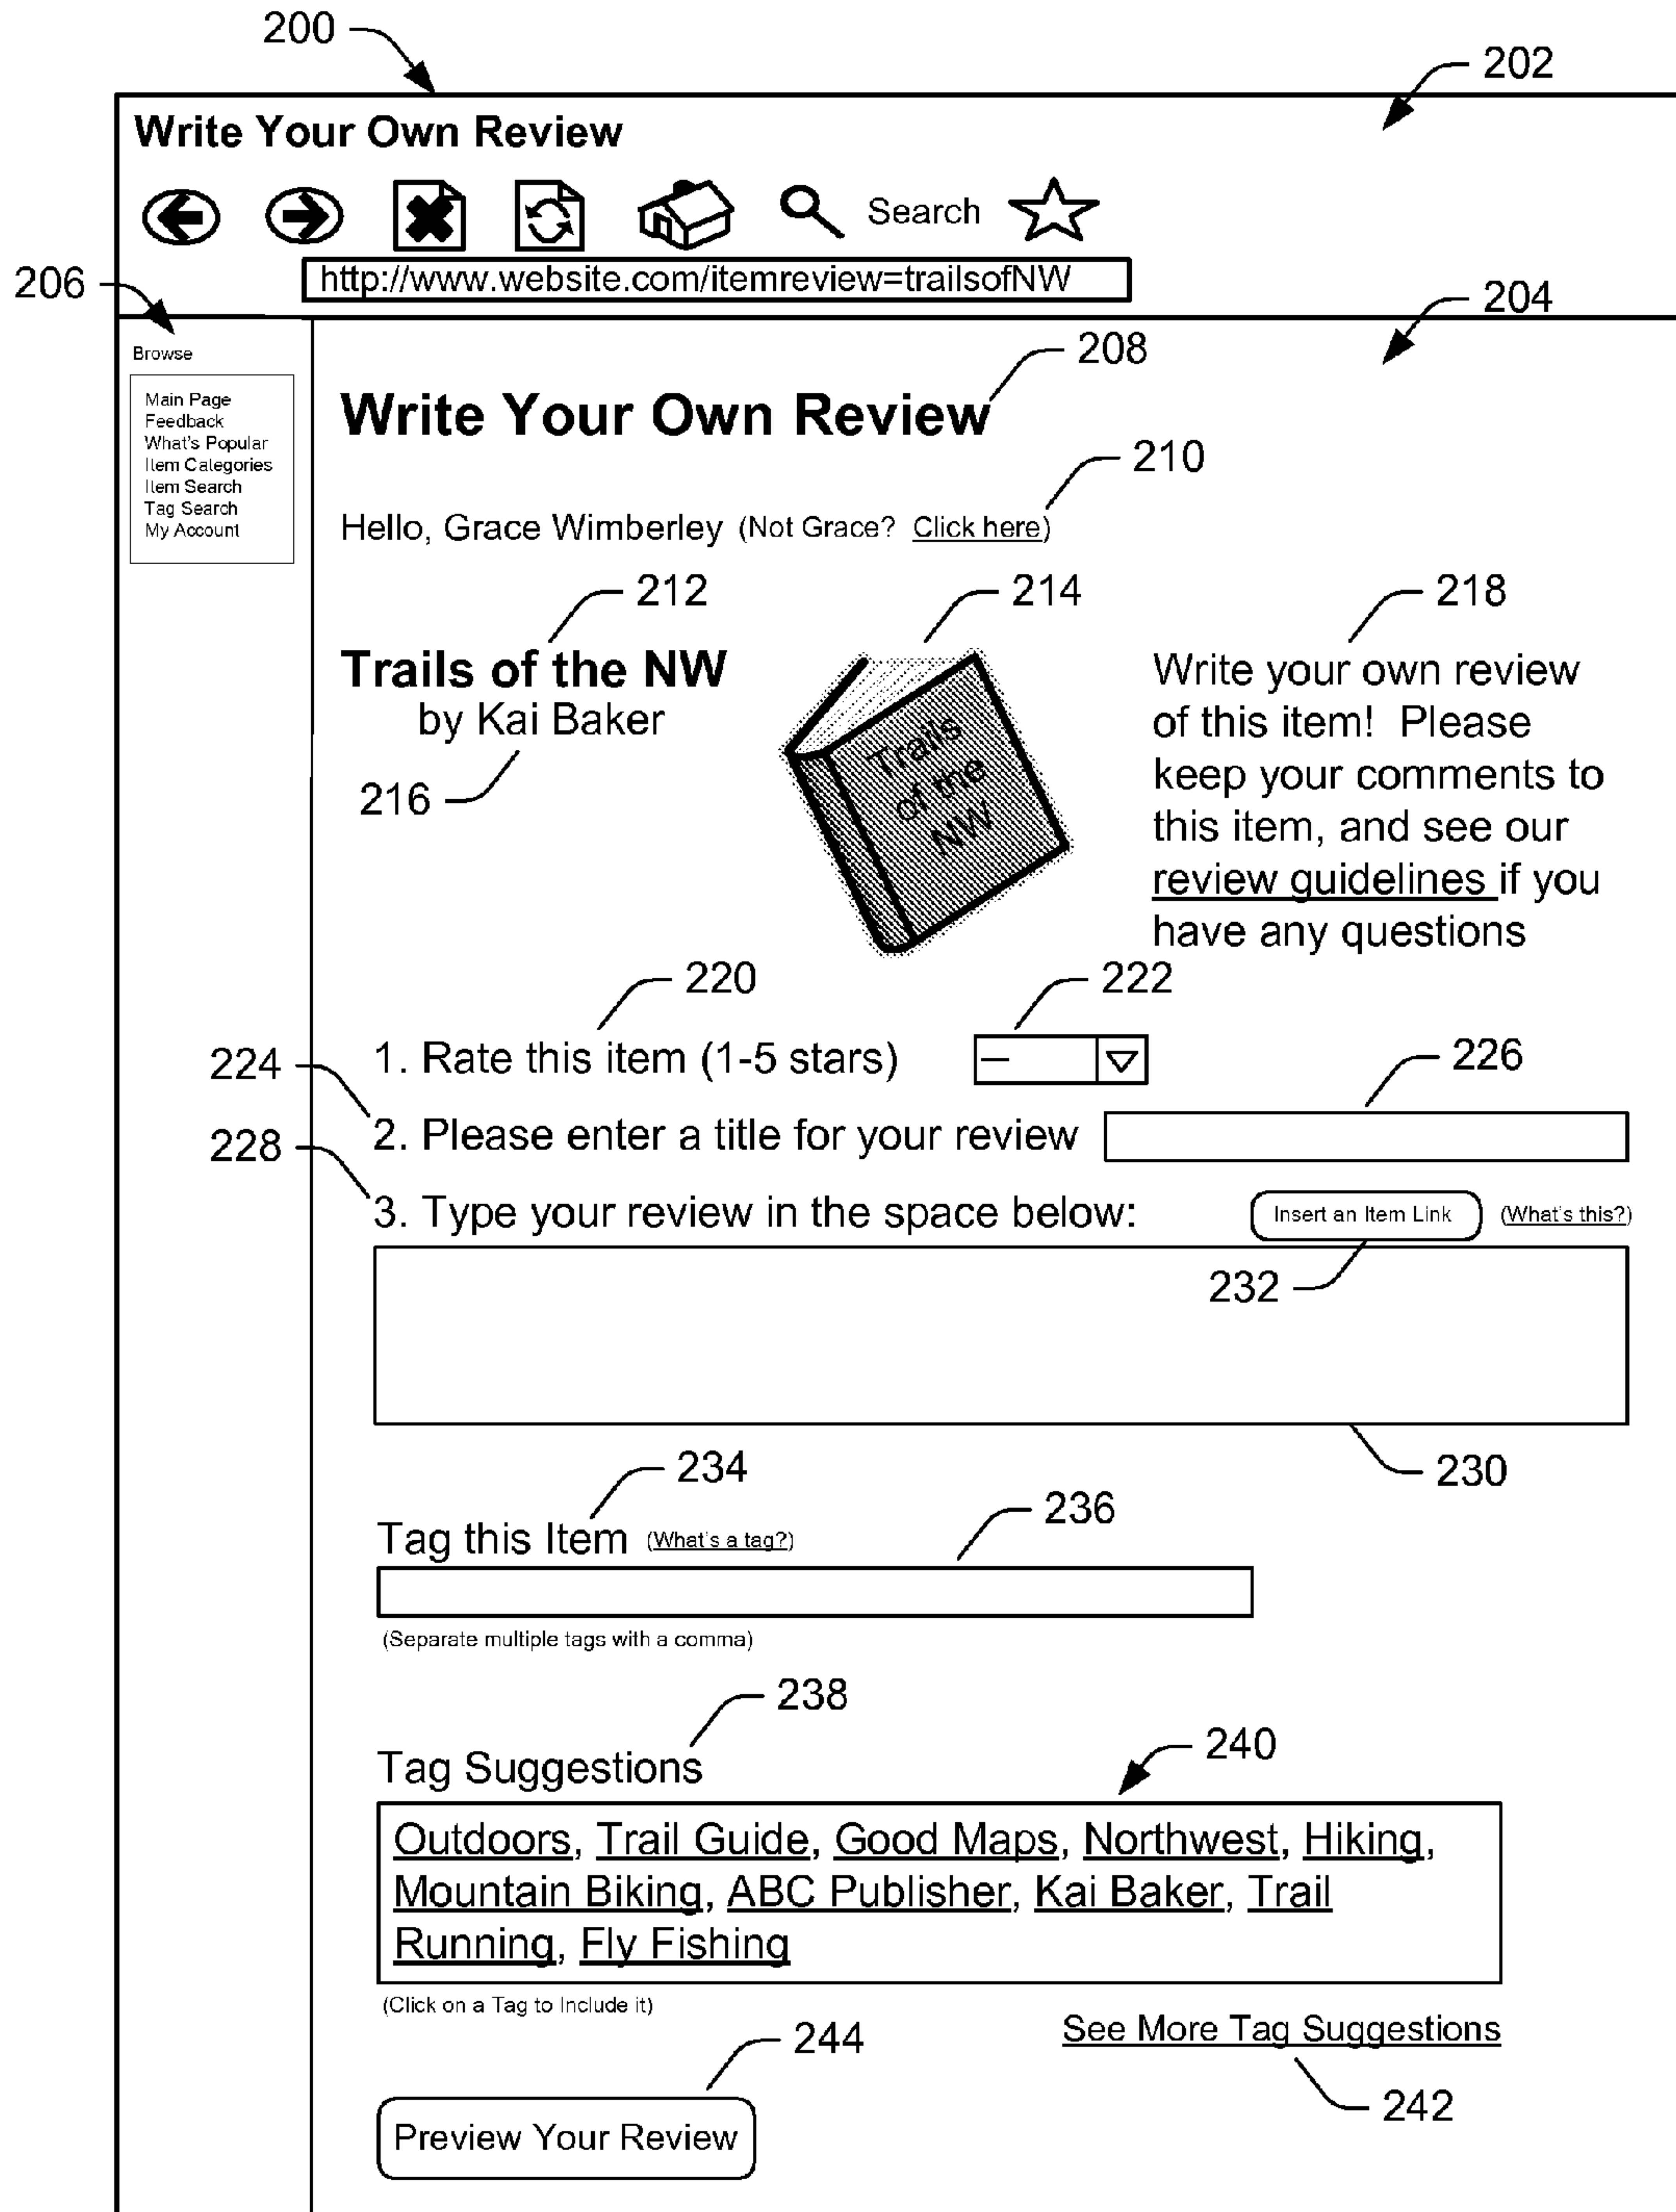 200
202
Write Your Own Review
Search
206
http://www.website.com/itemreview=trailsofNW
204
Browse
Main Page
Feedback
What's Popular
Item Categories
Item Search
Tag Search
My Account
208
Write Your Own Review
210
Hello, Grace Wimberley (Not Grace? Click here)
212
214
218
Trails of the NW
by Kai Baker
216
Trails
of the
NW
Write your own review
of this item! Please
keep your comments to
this item, and see our
review guidelines if you
have any questions
220
222
1. Rate this item (1-5 stars)
—
224
226
2. Please enter a title for your review
228
3. Type your review in the space below:
Insert an Item Link
(What's this?)
232
230
234
236
Tag this Item (What's a tag?)
(Separate multiple tags with a comma)
238
Tag Suggestions
240
Outdoors, Trail Guide, Good Maps, Northwest, Hiking,
Mountain Biking, ABC Publisher, Kai Baker, Trail
Running, Fly Fishing
(Click on a Tag to Include it)
See More Tag Suggestions
244
242
Preview Your Review